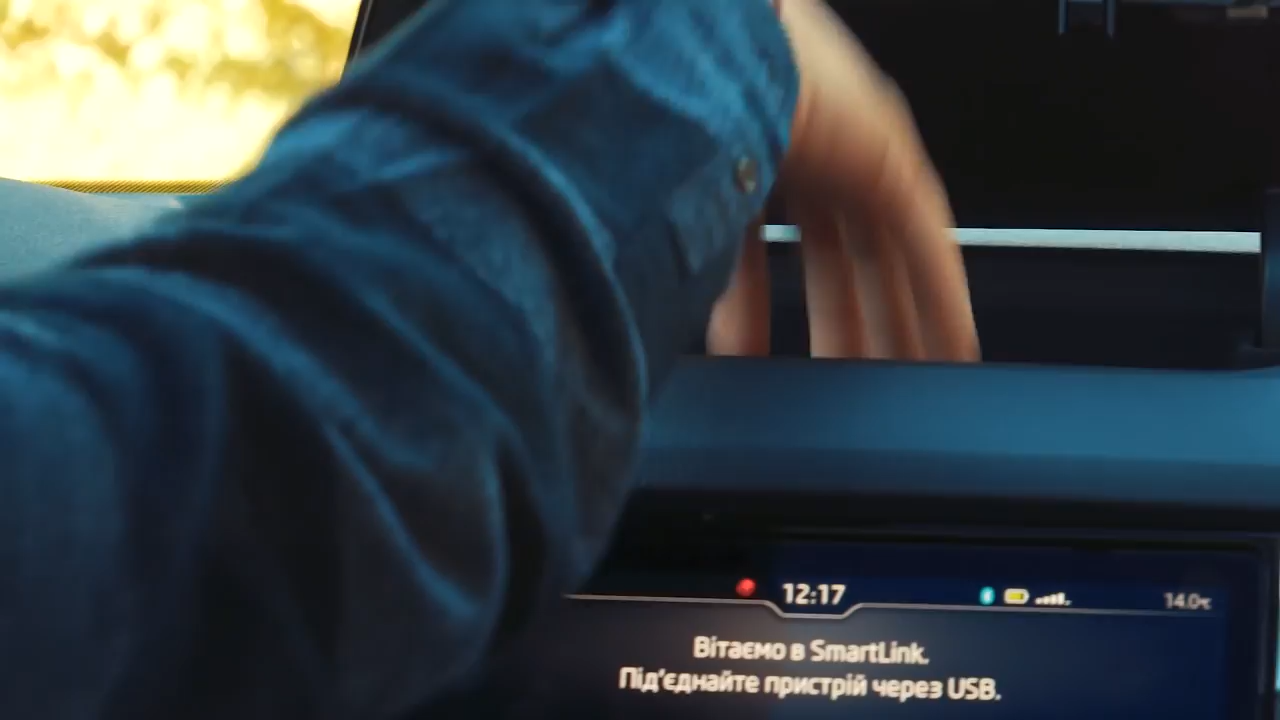 12:17
14.0°C
Вітаємо в SmartLink.
Під'єднайте пристрій через USB.